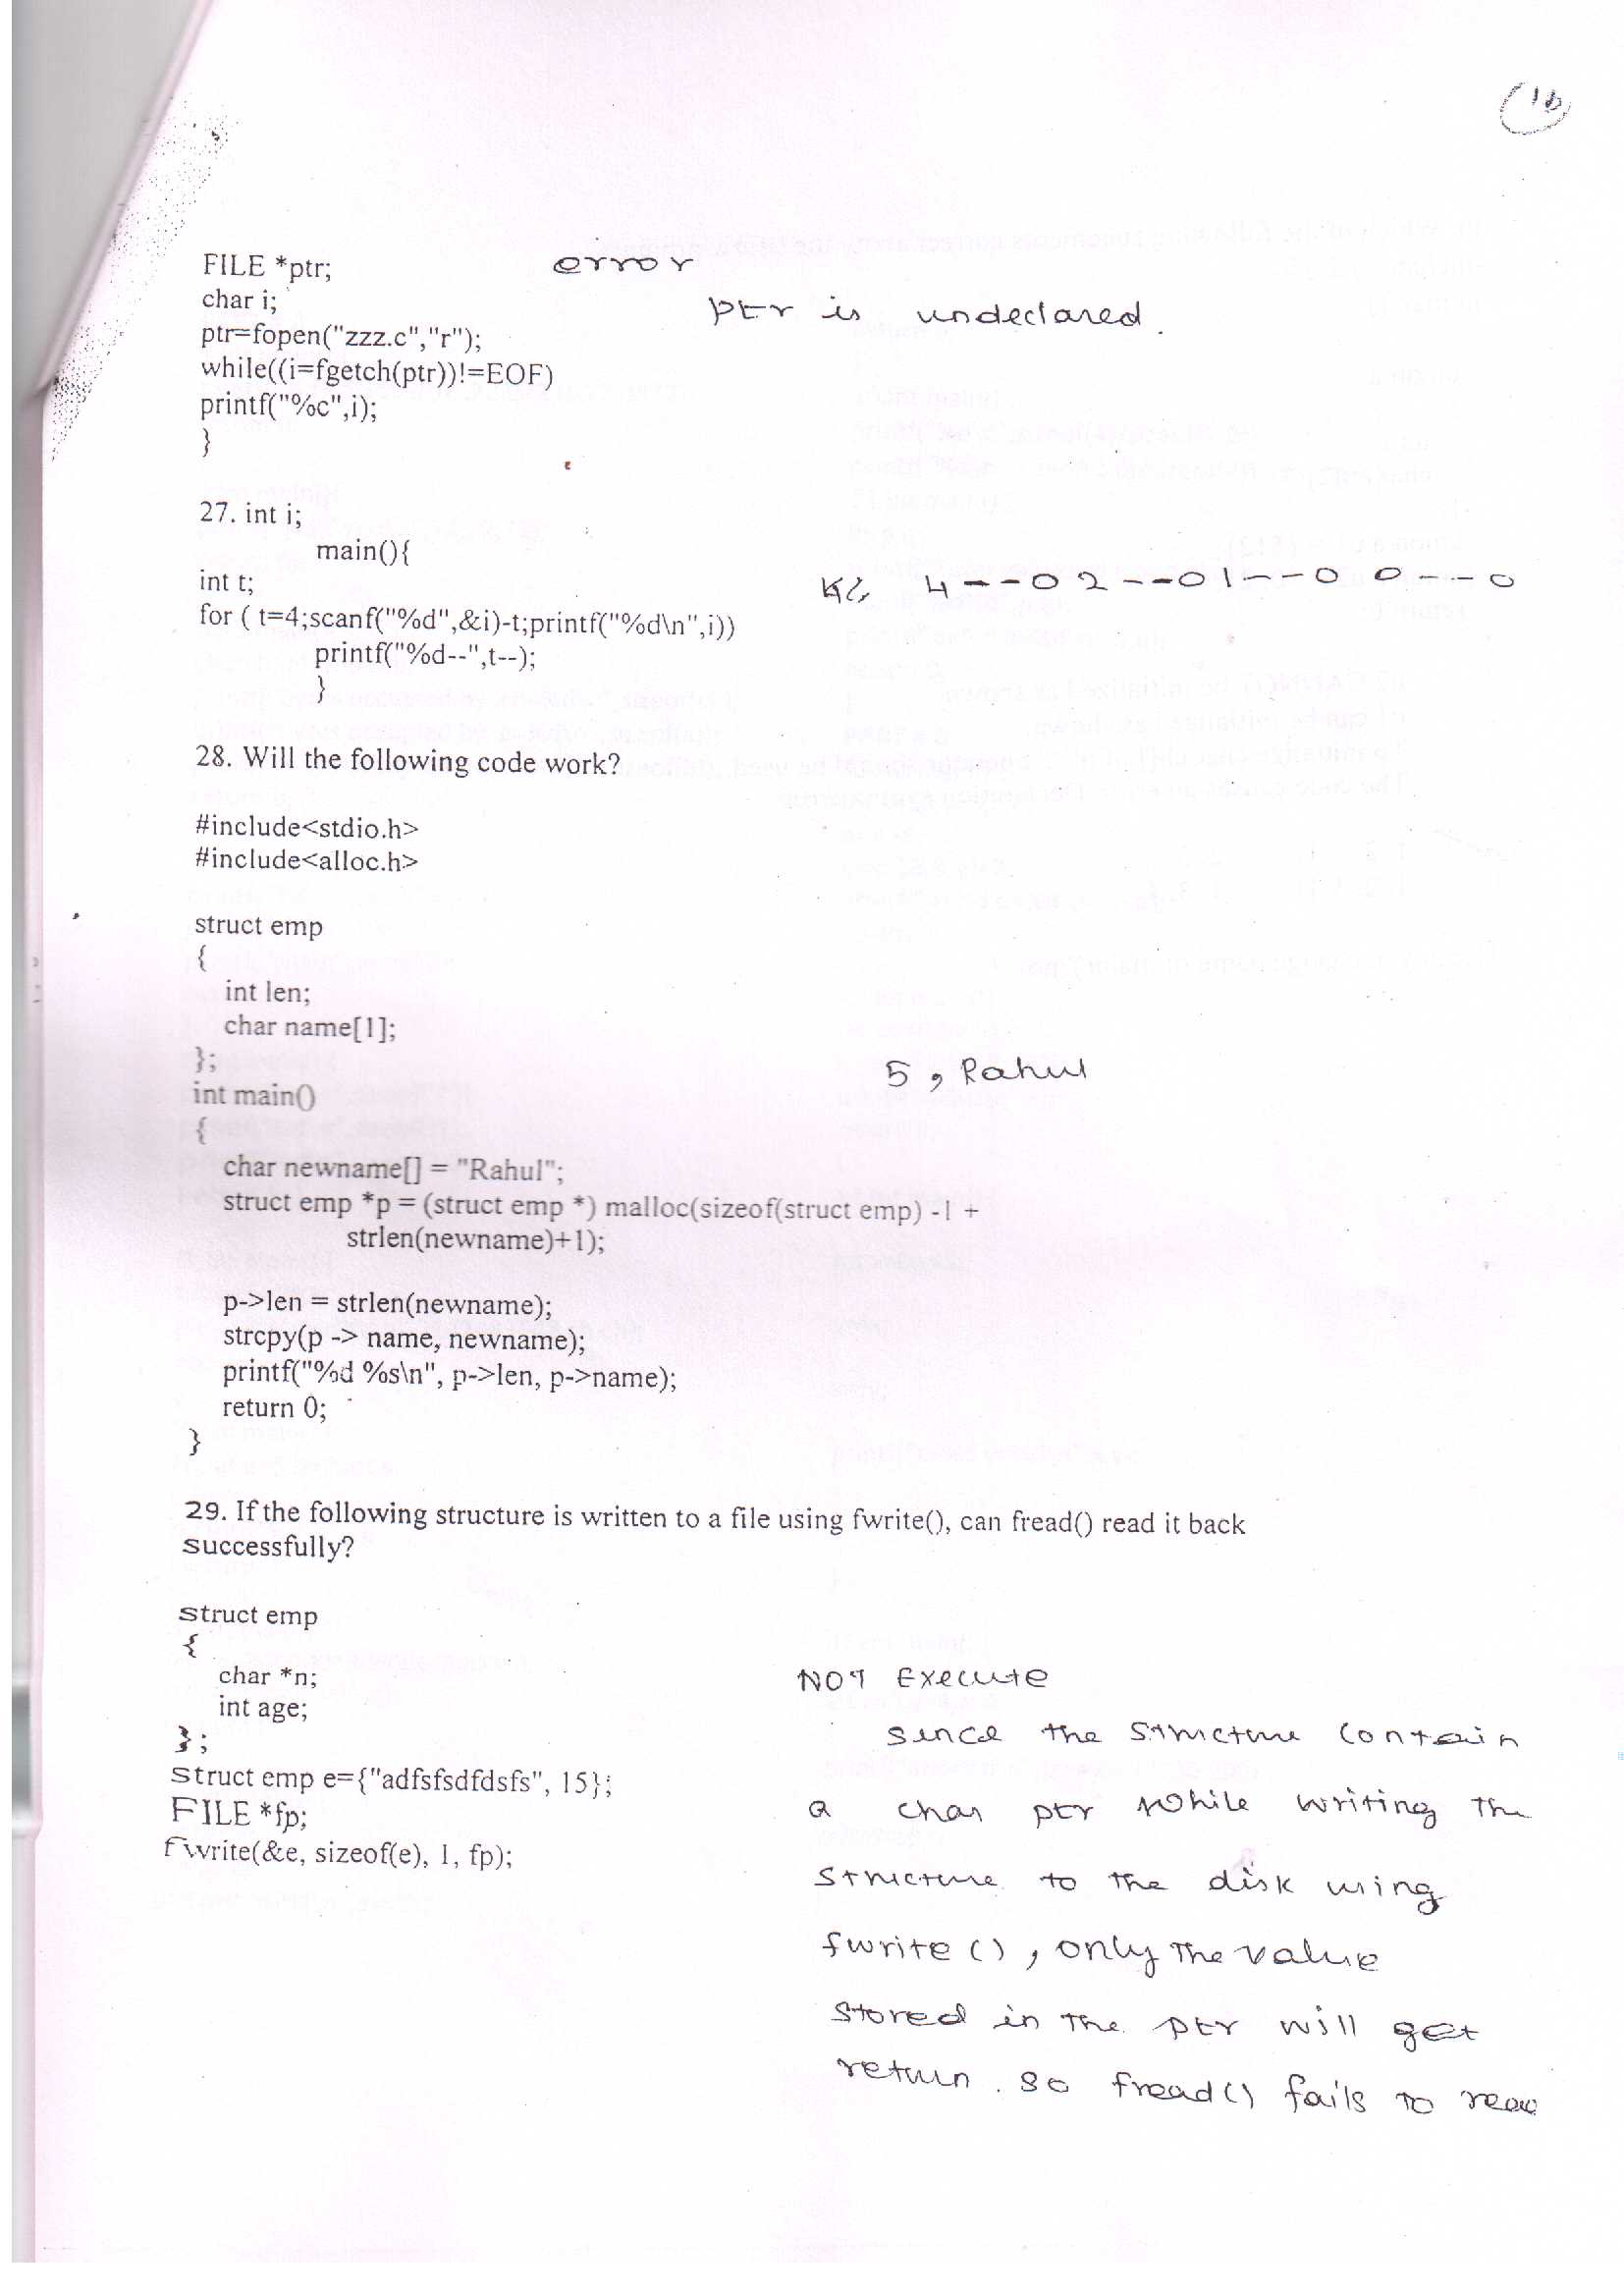 (16)
FILE *ptr; error
char i; ptr is undeclared.
ptr=fopen("zzz.c","r");
while((i=fgetch(ptr))!=EOF)
printf("%c",i);
}
27. int i;
main(){
int t; 4--02--01--0 0---0
for ( t=4;scanf("%d",&i)-t;printf("%d\n",i))
printf("%d--",t--);
}
28. Will the following code work?
#include<stdio.h>
#include<alloc.h>
struct emp
{
int len;
char name[1];
};
5, Rahul
int main()
{
char newname[] = "Rahul";
struct emp *p = (struct emp *) malloc(sizeof(struct emp) -1 +
strlen(newname)+1);
p->len = strlen(newname);
strcpy(p -> name, newname);
printf("%d %s\n", p->len, p->name);
return 0;
}
29. If the following structure is written to a file using fwrite(), can fread() read it back
successfully?
struct emp
{
char *n;
int age;
};
struct emp e={"adfsfsdfdsfs", 15};
FILE *fp;
fwrite(&e, sizeof(e), 1, fp);
NOT Execute
since the structure contain
a char ptr while writing the
structure to the disk using
fwrite(), only the value
stored in the ptr will get
return. so fread() fails to read